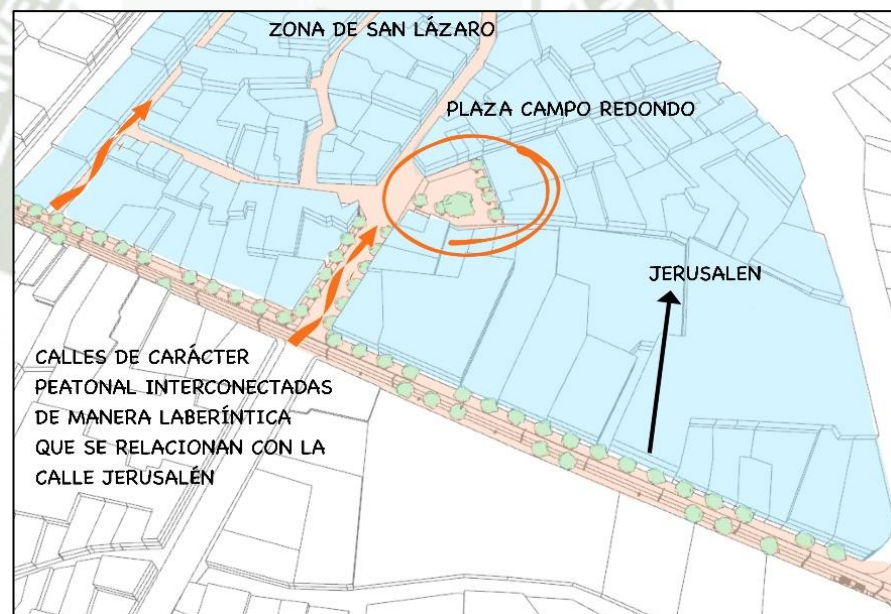 ZONA DE SAN LÁZARO
PLAZA CAMPO REDONDO
JERUSALEN
CALLES DE CARÁCTER
PEATONAL INTERCONECTADAS
DE MANERA LABERÍNTICA
QUE SE RELACIONAN CON LA
CALLE JERUSALÉN